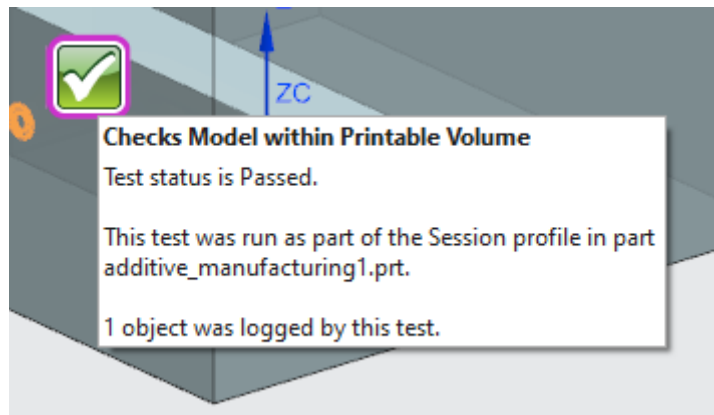 ZC
Checks Model within Printable Volume
Test status is Passed.
This test was run as part of the Session profile in part
additive_manufacturing1.prt.
1 object was logged by this test.